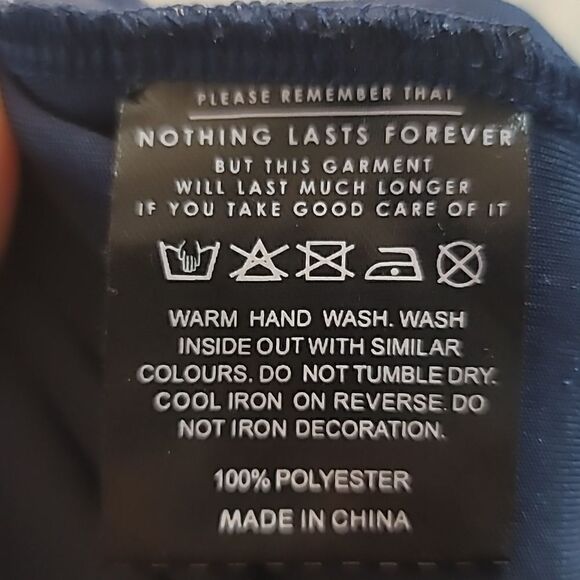 PLEASE REMEMBER THAT
NOTHING LASTS FOREVER
BUT THIS GARMENT
WILL LAST MUCH LONGER
IF YOU TAKE GOOD CARE OF IT
WARM HAND WASH. WASH
INSIDE OUT WITH SIMILAR
COLOURS. DO NOT TUMBLE DRY.
COOL IRON ON REVERSE. DO
NOT IRON DECORATION.
100% POLYESTER
MADE IN CHINA